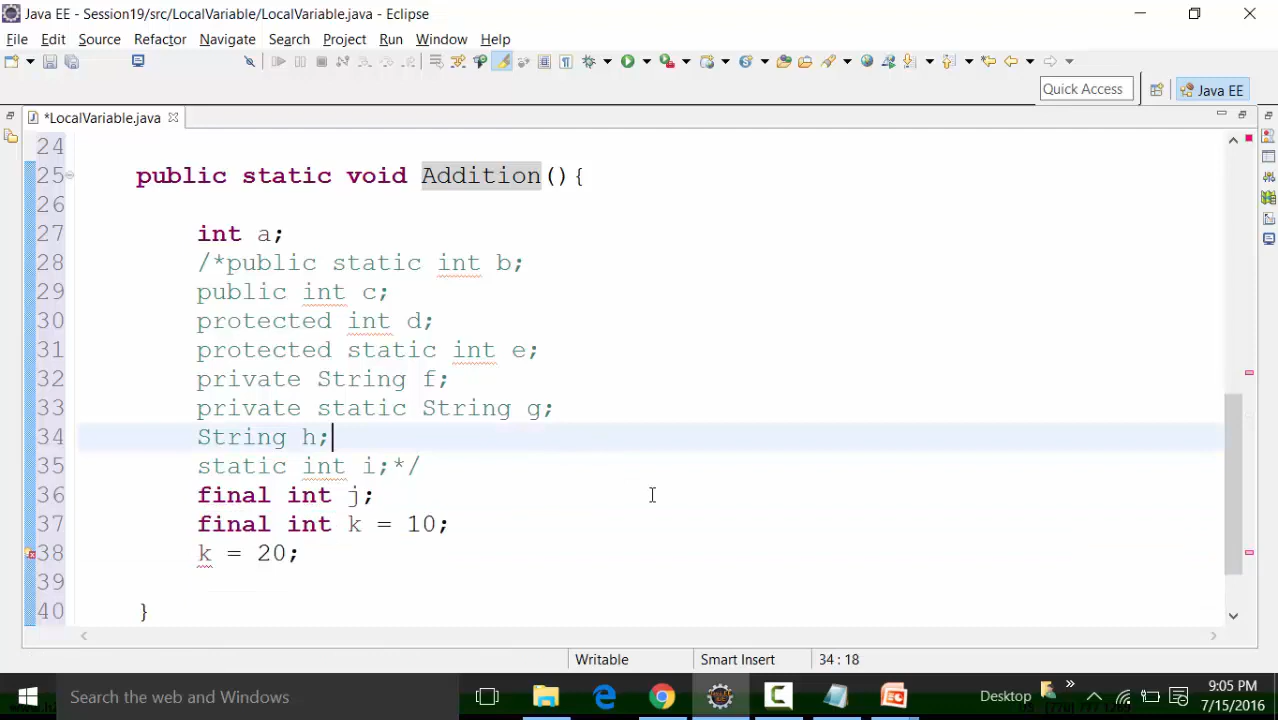 Java EE - Session19/src/LocalVariable/LocalVariable.java - Eclipse
File Edit Source Refactor Navigate Search Project Run Window Help
Quick Access
Java EE
*LocalVariable.java
24
25 public static void Addition(){
26
27 int a;
28 /*public static int b;
29 public int c;
30 protected int d;
31 protected static int e;
32 private String f;
33 private static String g;
34 String h;
35 static int i;*/
36 final int j;
37 final int k = 10;
38 k = 20;
39
40 }
Writable Smart Insert 34 : 18
Search the web and Windows
Desktop
9:05 PM
7/15/2016